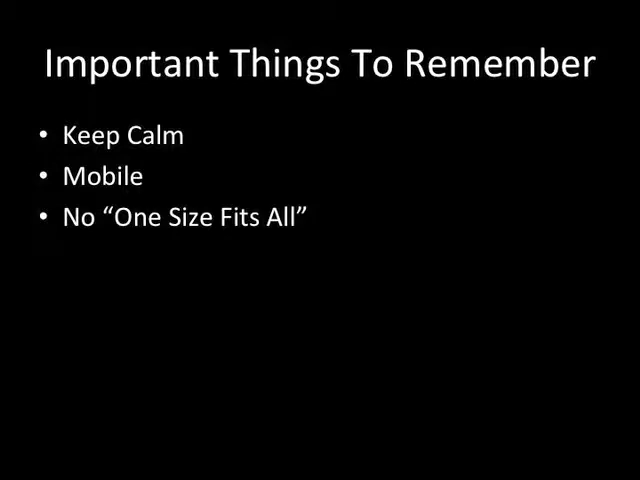 Important Things To Remember
• Keep Calm
• Mobile
• No “One Size Fits All”